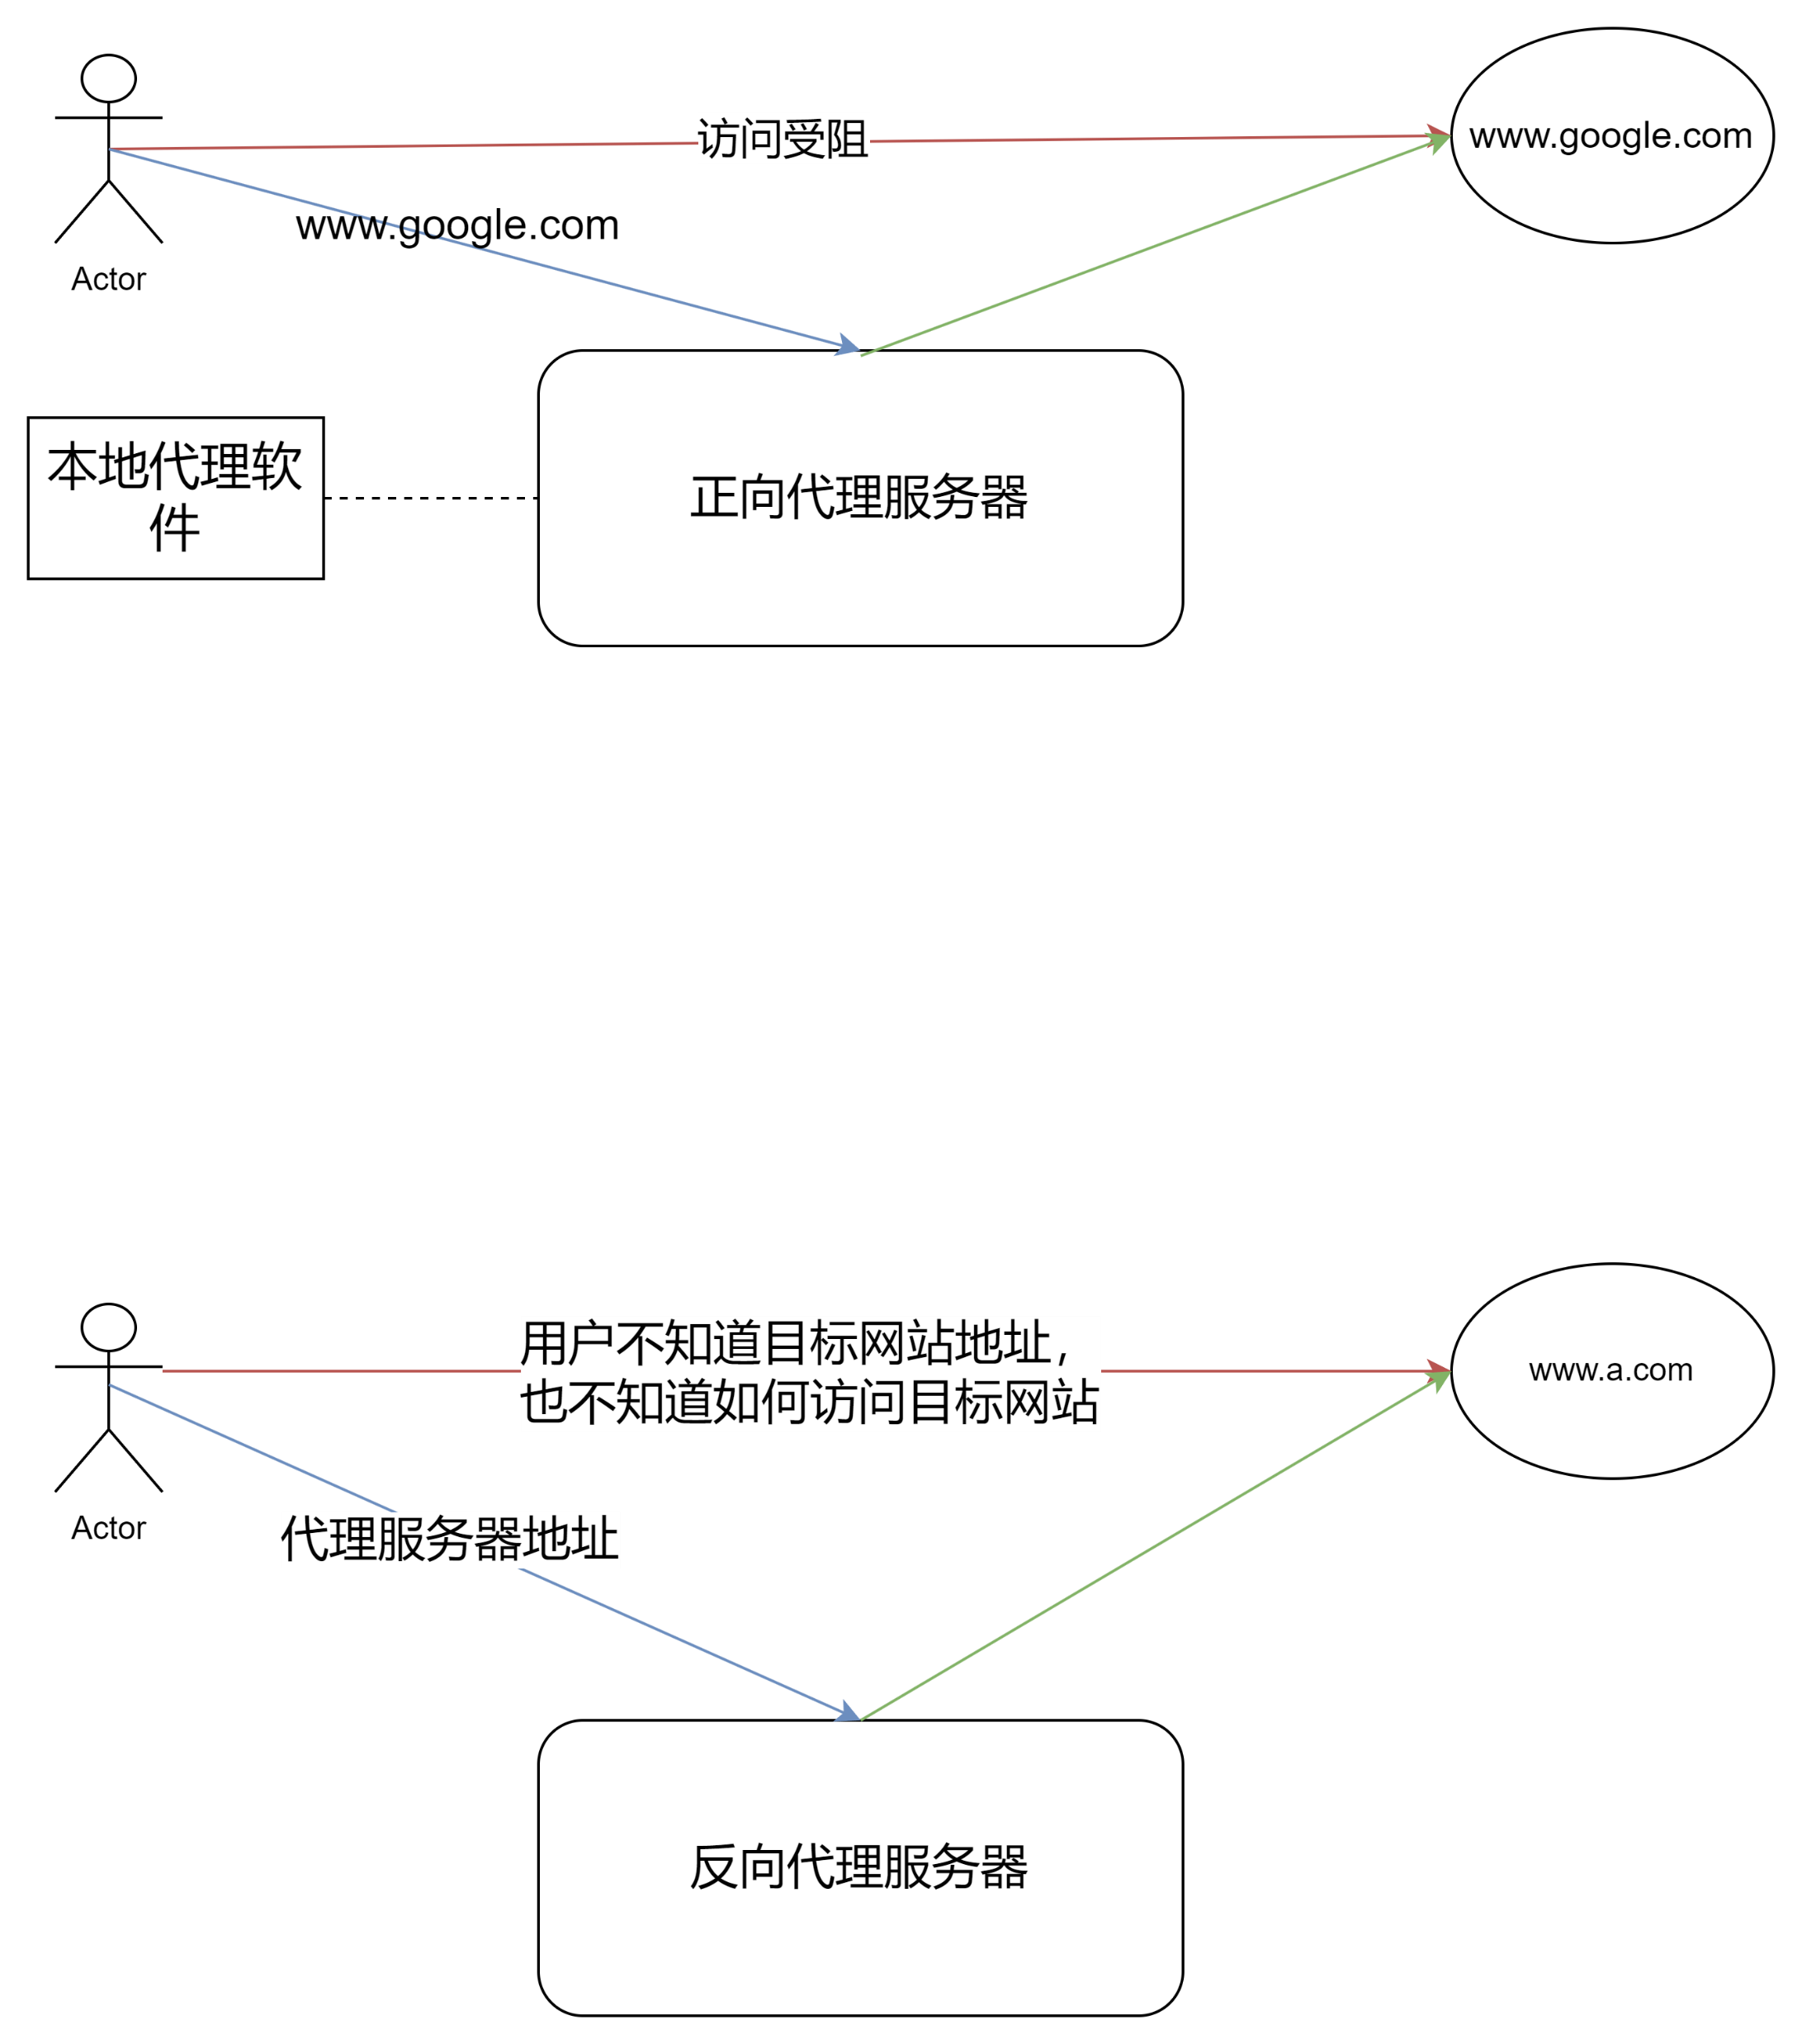 访问受阻
www.google.com
www.google.com
Actor
本地代理软
件
正向代理服务器
用户不知道目标网站地址,
也不知道如何访问目标网站
www.a.com
Actor
代理服务器地址
反向代理服务器